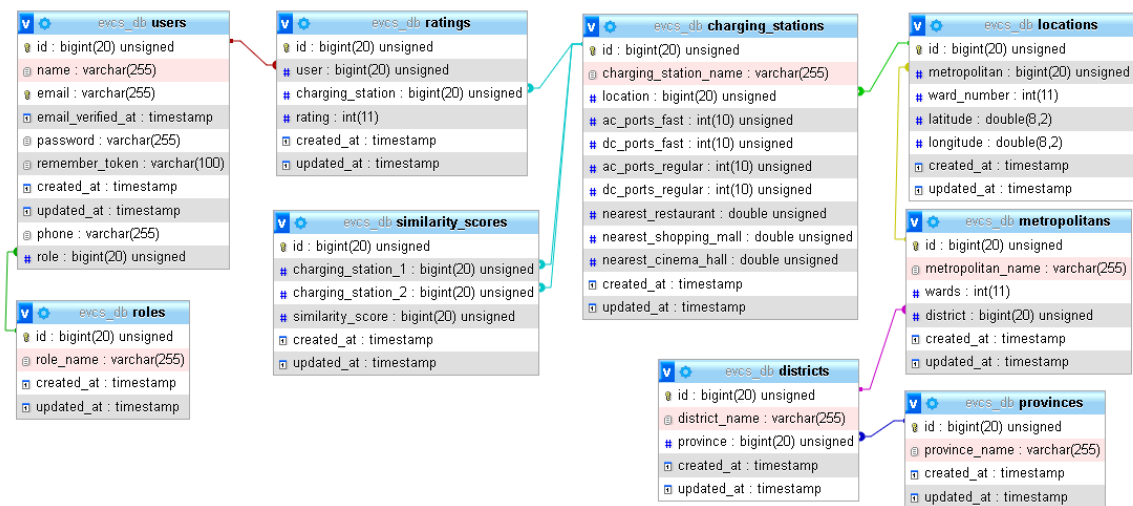 evcs_db users
id : bigint(20) unsigned
name : varchar(255)
email : varchar(255)
email_verified_at : timestamp
password : varchar(255)
remember_token : varchar(100)
created_at : timestamp
updated_at : timestamp
phone : varchar(255)
role : bigint(20) unsigned
evcs_db roles
id : bigint(20) unsigned
role_name : varchar(255)
created_at : timestamp
updated_at : timestamp
evcs_db ratings
id : bigint(20) unsigned
user : bigint(20) unsigned
charging_station : bigint(20) unsigned
rating : int(11)
created_at : timestamp
updated_at : timestamp
evcs_db similarity_scores
id : bigint(20) unsigned
charging_station_1 : bigint(20) unsigned
charging_station_2 : bigint(20) unsigned
similarity_score : bigint(20) unsigned
created_at : timestamp
updated_at : timestamp
evcs_db charging_stations
id : bigint(20) unsigned
charging_station_name : varchar(255)
location : bigint(20) unsigned
ac_ports_fast : int(10) unsigned
dc_ports_fast : int(10) unsigned
ac_ports_regular : int(10) unsigned
dc_ports_regular : int(10) unsigned
nearest_restaurant : double unsigned
nearest_shopping_mall : double unsigned
nearest_cinema_hall : double unsigned
created_at : timestamp
updated_at : timestamp
evcs_db districts
id : bigint(20) unsigned
district_name : varchar(255)
province : bigint(20) unsigned
created_at : timestamp
updated_at : timestamp
evcs_db locations
id : bigint(20) unsigned
metropolitan : bigint(20) unsigned
ward_number : int(11)
latitude : double(8,2)
longitude : double(8,2)
created_at : timestamp
updated_at : timestamp
evcs_db metropolitans
id : bigint(20) unsigned
metropolitan_name : varchar(255)
wards : int(11)
district : bigint(20) unsigned
created_at : timestamp
updated_at : timestamp
evcs_db provinces
id : bigint(20) unsigned
province_name : varchar(255)
created_at : timestamp
updated_at : timestamp